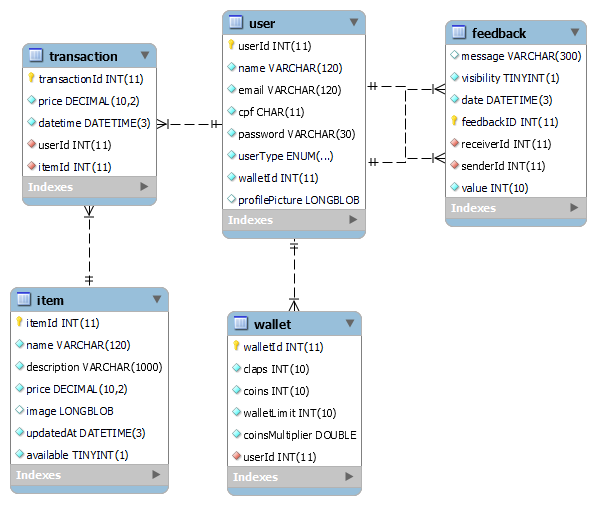 transaction
transactionId INT(11)
price DECIMAL(10,2)
datetime DATETIME(3)
userId INT(11)
itemId INT(11)
Indexes
user
userId INT(11)
name VARCHAR(120)
email VARCHAR(120)
cpf CHAR(11)
password VARCHAR(30)
userType ENUM(...)
walletId INT(11)
profilePicture LONGBLOB
Indexes
feedback
message VARCHAR(300)
visibility TINYINT(1)
date DATETIME(3)
feedbackID INT(11)
receiverId INT(11)
senderId INT(11)
value INT(10)
Indexes
item
itemId INT(11)
name VARCHAR(120)
description VARCHAR(1000)
price DECIMAL(10,2)
image LONGBLOB
updatedAt DATETIME(3)
available TINYINT(1)
Indexes
wallet
walletId INT(11)
claps INT(10)
coins INT(10)
walletLimit INT(10)
coinsMultiplier DOUBLE
userId INT(11)
Indexes